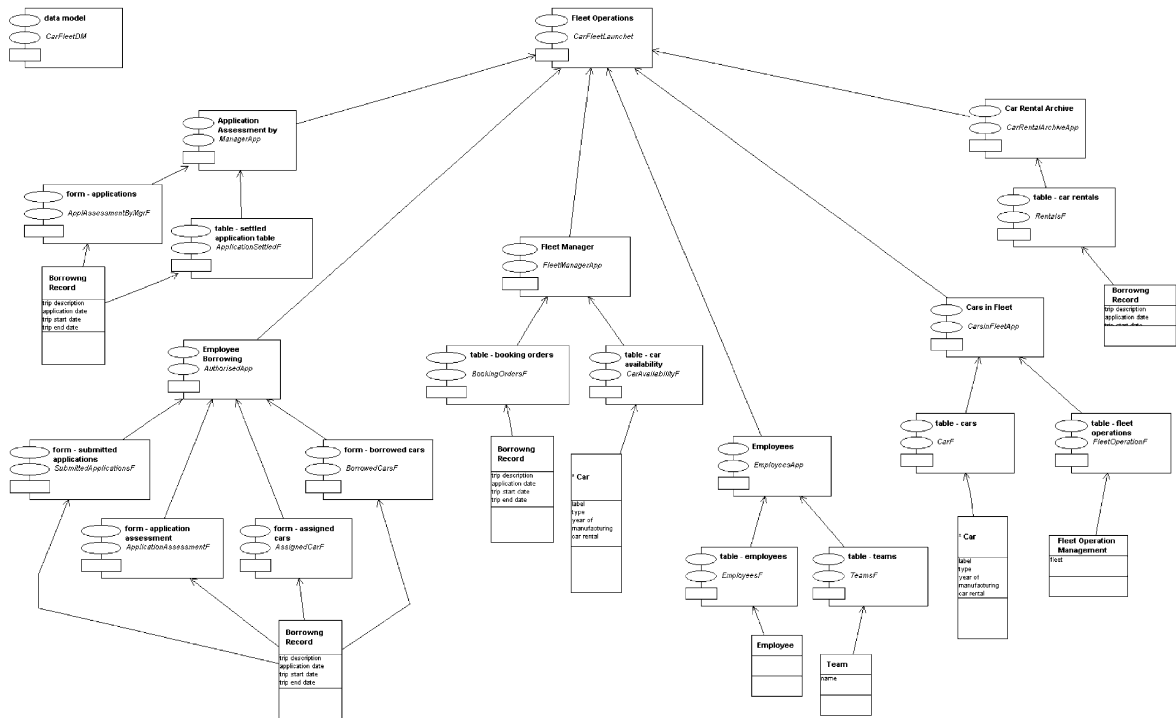 data model
CarFleetDM
Fleet Operations
CarFleetLaunchet
Application
Assessment by
ManagerApp
Car Rental Archive
CarRentalArchiveApp
form - applications
ApplAssessmentByMgrF
table - settled
application table
ApplicationSettledF
table - car rentals
RentalsF
Fleet Manager
FleetManagerApp
Borrowng
Record
trip description
application date
trip start date
trip end date
Borrowng
Record
trip description
application date
trip start date
Cars in Fleet
CarsinFleetApp
Employee
Borrowing
AuthorisedApp
table - booking orders
BookingOrdersF
table - car
availability
CarAvailabilityF
form - submitted
applications
SubmittedApplicationsF
form - borrowed cars
BorrowedCarsF
Borrowng
Record
trip description
application date
trip start date
trip end date
* Car
label
type
year of
manufacturing
car rental
Employees
EmployeesApp
table - cars
CarF
table - fleet
operations
FleetOperationF
form - application
assessment
ApplicationAssessmentF
form - assigned
cars
AssignedCarF
table - employees
EmployeesF
table - teams
TeamsF
* Car
label
type
year of
manufacturing
car rental
Fleet Operation
Management
fleet
Borrowng
Record
trip description
application date
trip start date
trip end date
Employee
Team
name